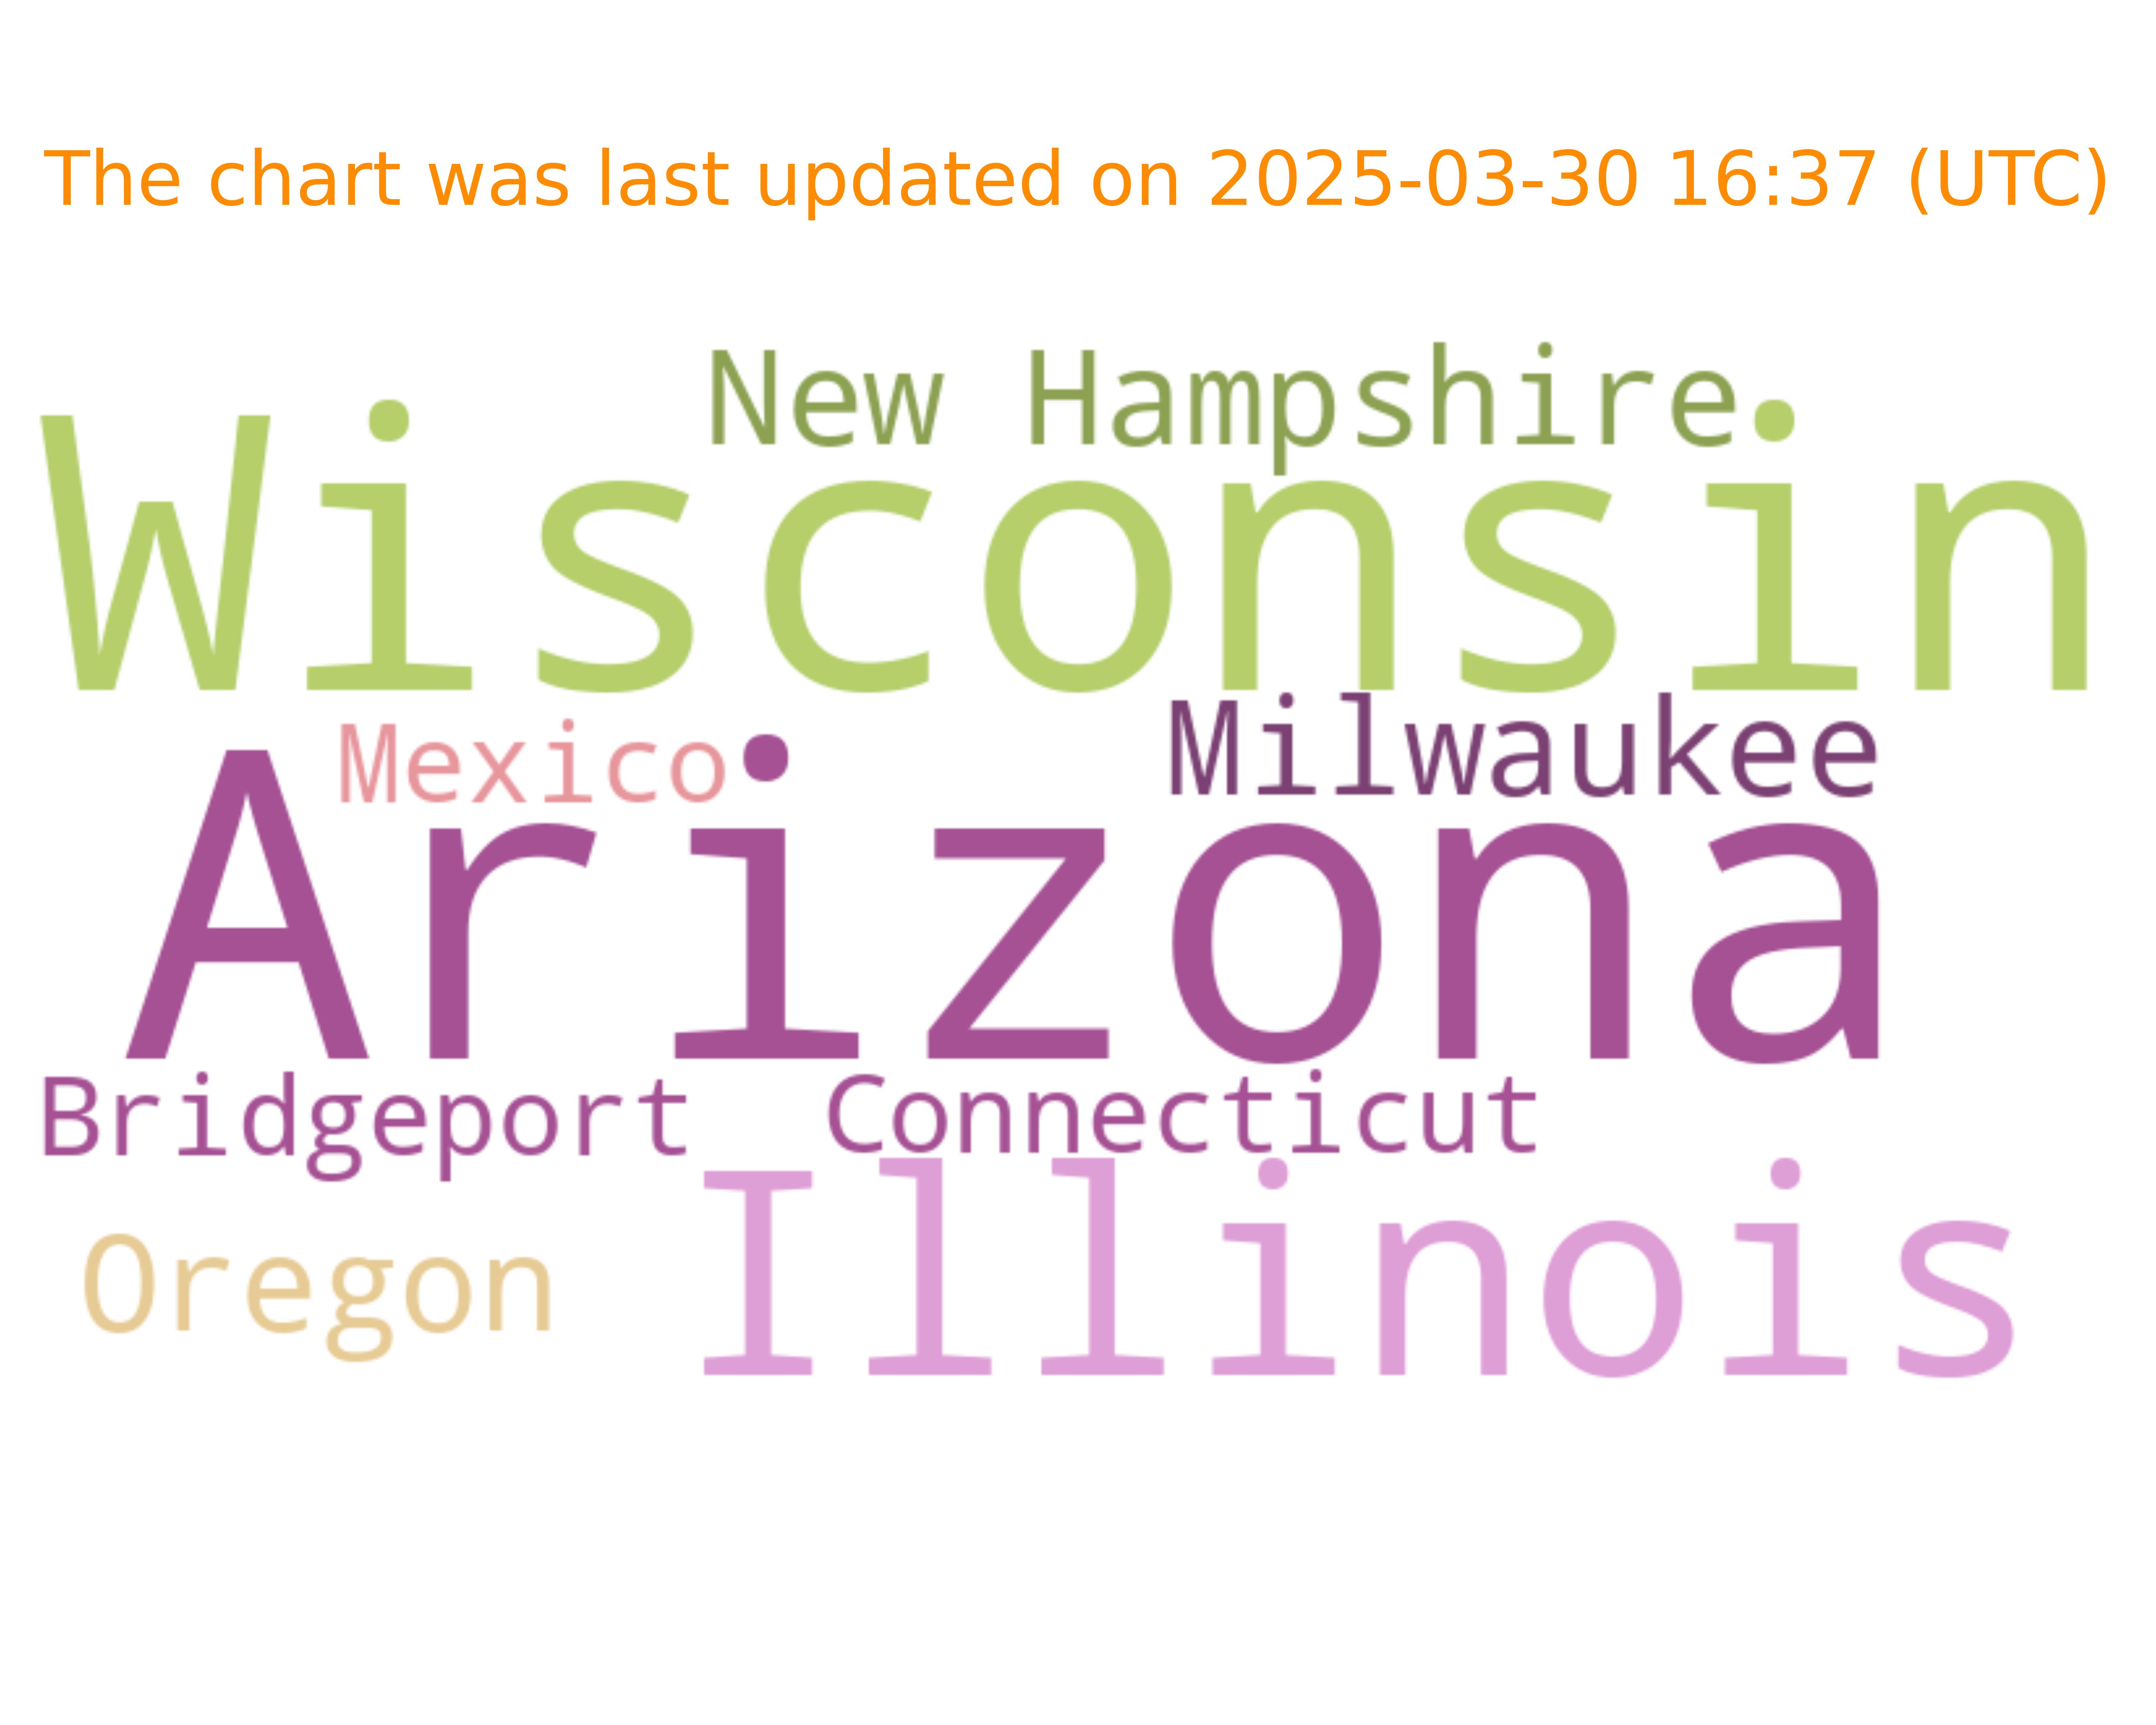 The chart was last updated on 2025-03-30 16:37 (UTC)
New Hampshire
Wisconsin
Mexico
Milwaukee
Arizona
Bridgeport
Connecticut
Illinois
Oregon